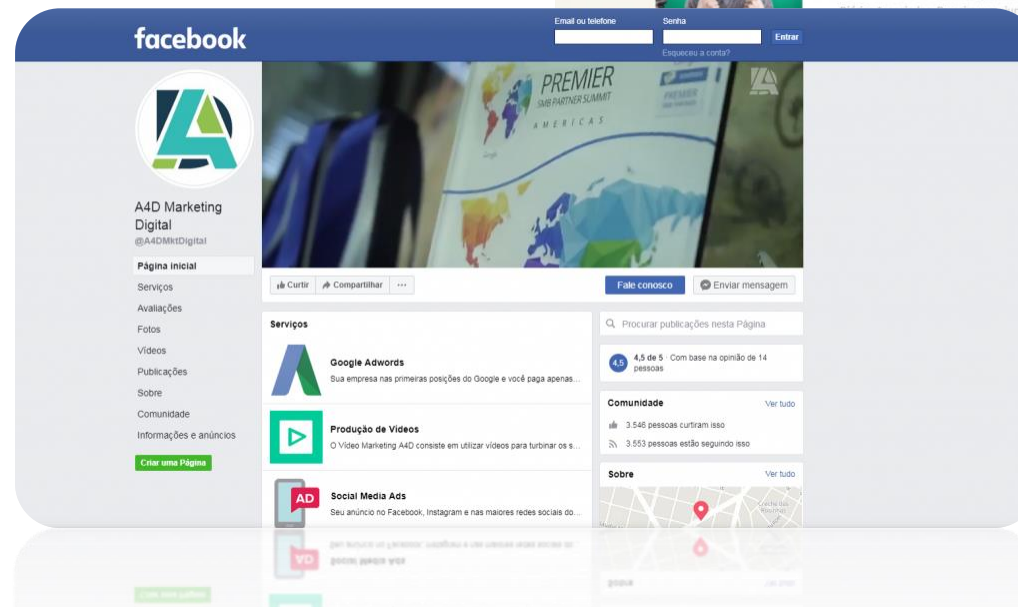 facebook
Email ou telefone
Senha
Entrar
Esqueceu a conta?
PREMIER
SMB PARTNER SUMMIT
AMERICAS
Google
PREMIER
A4D Marketing
Digital
@A4DMktDigital
Página inicial
Serviços
Avaliações
Fotos
Vídeos
Publicações
Sobre
Comunidade
Informações e anúncios
Criar uma Página
Curtir
Compartilhar
...
Fale conosco
Enviar mensagem
Serviços
Google Adwords
Sua empresa nas primeiras posições do Google e você paga apenas...
Produção de Vídeos
O Vídeo Marketing A4D consiste em utilizar vídeos para turbinar os s...
AD
Social Media Ads
Seu anúncio no Facebook, Instagram e nas maiores redes sociais do...
Procurar publicações nesta Página
4,5
4,5 de 5 · Com base na opinião de 14
pessoas
Comunidade
Ver tudo
3.546 pessoas curtiram isso
3.553 pessoas estão seguindo isso
Sobre
Ver tudo